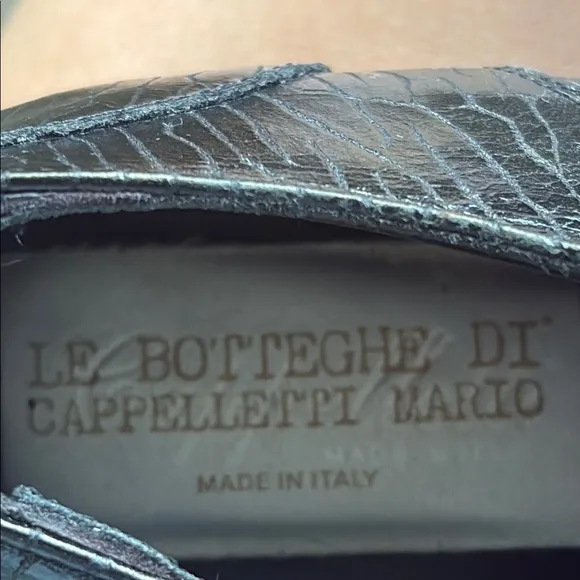 LE BOTTEGHE DI
CAPPELLETTI MARIO
MADE IN ITALY